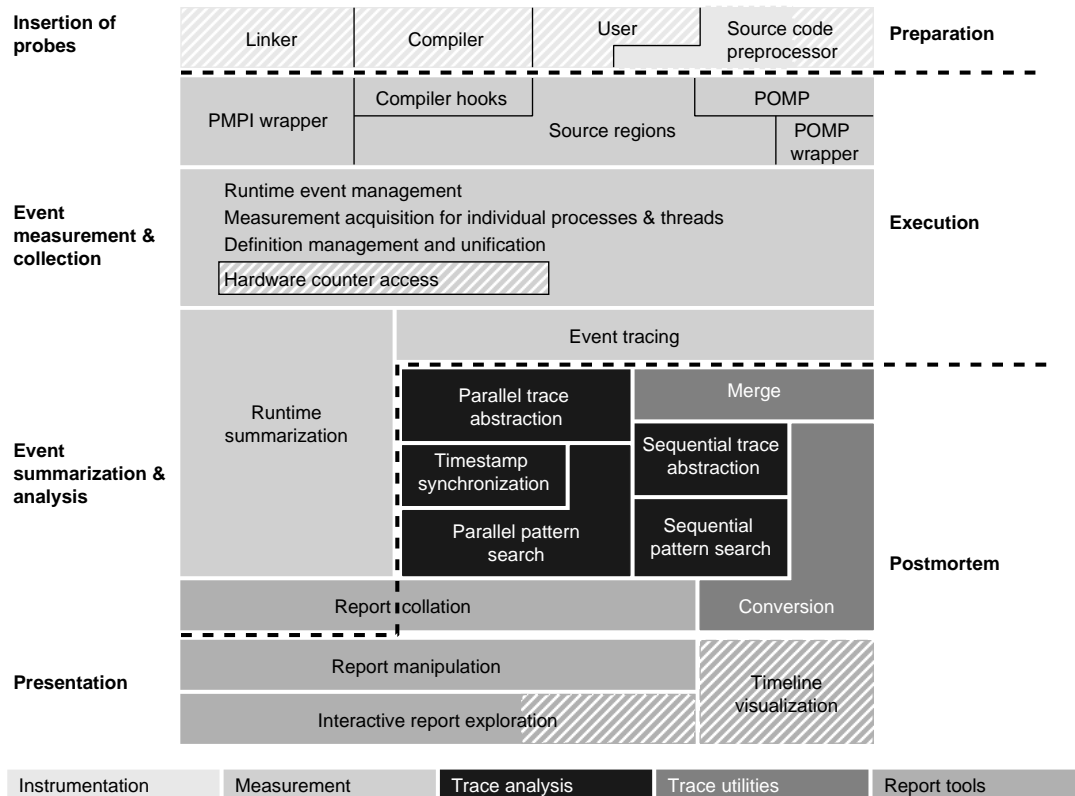 Insertion of
probes
Linker
Compiler
User
Source code
preprocessor
Preparation
PMPI wrapper
Compiler hooks
Source regions
POMP
POMP
wrapper
Event
measurement &
collection
Runtime event management
Measurement acquisition for individual processes & threads
Definition management and unification
Hardware counter access
Execution
Event tracing
Runtime
summarization
Parallel trace
abstraction
Merge
Event
summarization &
analysis
Timestamp
synchronization
Sequential trace
abstraction
Parallel pattern
search
Sequential
pattern search
Postmortem
Report collation
Conversion
Presentation
Report manipulation
Interactive report exploration
Timeline
visualization
Instrumentation
Measurement
Trace analysis
Trace utilities
Report tools